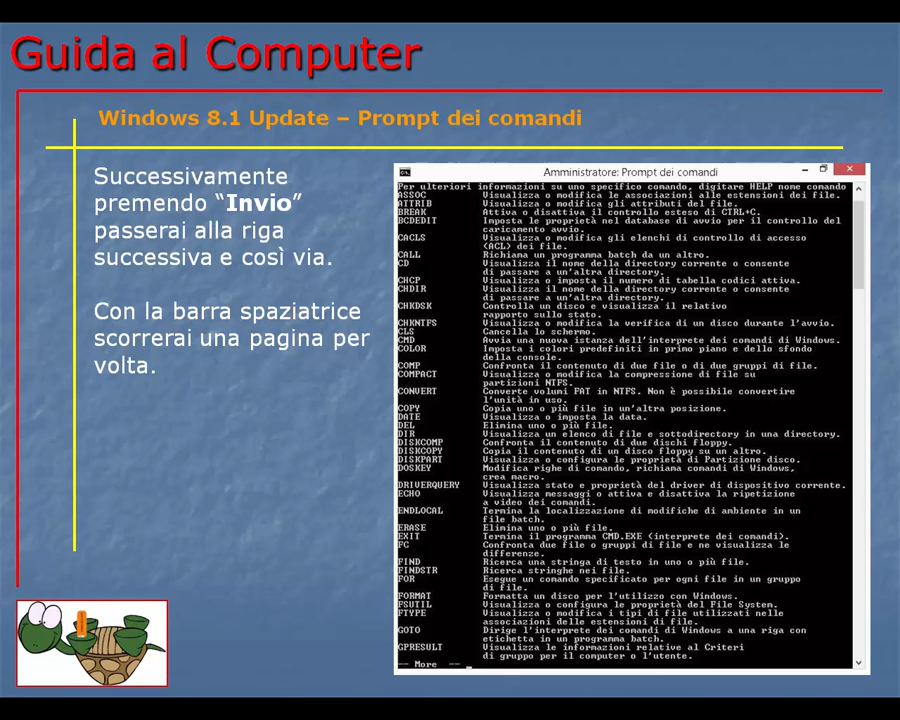 Guida al Computer
Windows 8.1 Update – Prompt dei comandi
Successivamente
premendo “Invio”
passerai alla riga
successiva e così via.
Con la barra spaziatrice
scorrerai una pagina per
volta.
Amministratore: Prompt dei comandi
Per ulteriori informazioni su uno specifico comando, digitare HELP nome comando
ASSOC Visualizza o modifica le associazioni alle estensioni dei file.
ATTRIB Visualizza o modifica gli attributi del file.
BREAK Attiva o disattiva il controllo esteso di CTRL+C.
BCDEDIT Imposta le proprietà nel database di avvio per il controllo del
caricamento avvio.
CACLS Visualizza o modifica gli elenchi di controllo di accesso
(ACL) dei file.
CALL Richiama un programma batch da un altro.
CD Visualizza il nome della directory corrente o consente
di passare a un'altra directory.
CHCP Visualizza o imposta il numero di tabella codici attiva.
CHDIR Visualizza il nome della directory corrente o consente
di passare a un'altra directory.
CHKDSK Controlla un disco e visualizza il relativo
rapporto sullo stato.
CHKNTFS Visualizza o modifica la verifica di un disco durante l'avvio.
CLS Cancella lo schermo.
CMD Avvia una nuova istanza dell'interprete dei comandi di Windows.
COLOR Imposta i colori predefiniti in primo piano e dello sfondo
della console.
COMP Confronta il contenuto di due file o di due gruppi di file.
COMPACT Visualizza o modifica la compressione di file su
partizioni NTFS.
CONVERT Converte volumi FAT in NTFS. Non è possibile convertire
l'unità in uso.
COPY Copia uno o più file in un'altra posizione.
DATE Visualizza o imposta la data.
DEL Elimina uno o più file.
DIR Visualizza un elenco di file e sottodirectory in una directory.
DISKCOMP Confronta il contenuto di due dischi floppy.
DISKCOPY Copia il contenuto di un disco floppy su un altro.
DISKPART Visualizza o configura le proprietà di Partizione disco.
DOSKEY Modifica righe di comando, richiama comandi di Windows,
crea macro.
DRIVERQUERY Visualizza stato e proprietà del driver di dispositivo corrente.
ECHO Visualizza messaggi o attiva e disattiva la ripetizione
a video dei comandi.
ENDLOCAL Termina la localizzazione di modifiche di ambiente in un
file batch.
ERASE Elimina uno o più file.
EXIT Termina il programma CMD.EXE (interprete dei comandi).
FC Confronta due file o gruppi di file e ne visualizza le
differenze.
FIND Ricerca una stringa di testo in uno o più file.
FINDSTR Ricerca stringhe nei file.
FOR Esegue un comando specificato per ogni file in un gruppo
di file.
FORMAT Formatta un disco per l'utilizzo con Windows.
FSUTIL Visualizza o configura le proprietà del File System.
FTYPE Visualizza o modifica i tipi di file utilizzati nelle
associazioni delle estensioni di file.
GOTO Dirige l'interprete dei comandi di Windows a una riga con
etichetta in un programma batch.
GPRESULT Visualizza le informazioni relative al Criteri
di gruppo per il computer o l'utente.
-- More --